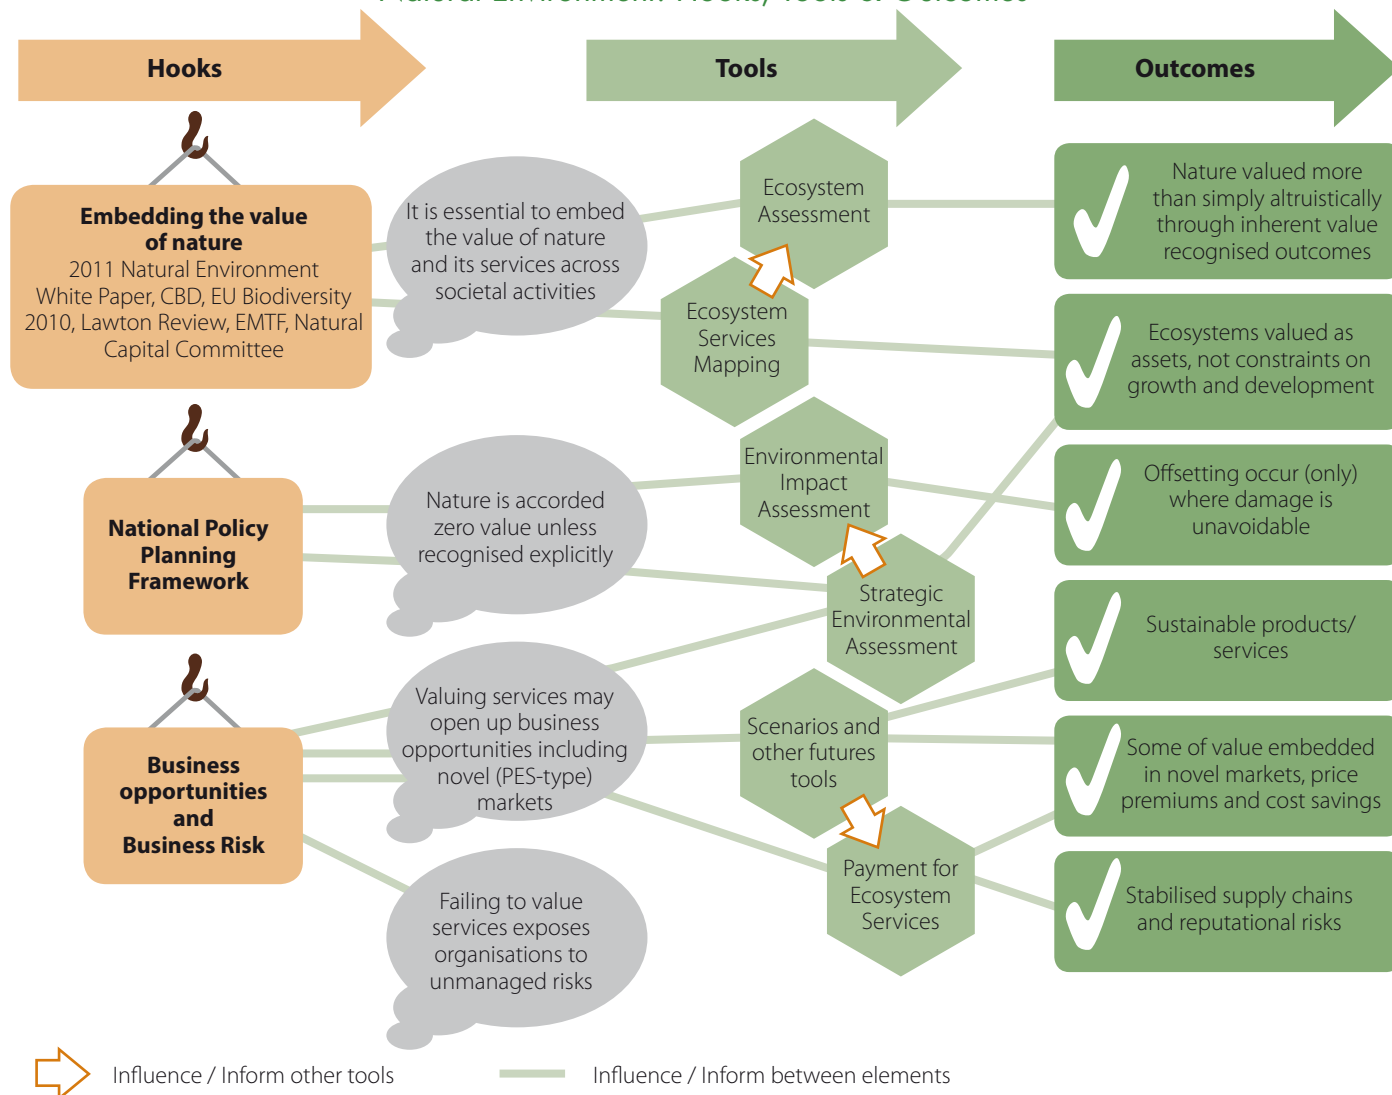 Natural Environment: Hooks, Tools & Outcomes
Hooks
Tools
Outcomes
Embedding the value
of nature
2011 Natural Environment
White Paper, CBD, EU Biodiversity
2010, Lawton Review, EMTF, Natural
Capital Committee
It is essential to embed
the value of nature
and its services across
societal activities
Ecosystem
Assessment
Ecosystem
Services
Mapping
Nature valued more
than simply altruistically
through inherent value
recognised outcomes
Ecosystems valued as
assets, not constraints on
growth and development
National Policy
Planning
Framework
Nature is accorded
zero value unless
recognised explicitly
Environmental
Impact
Assessment
Strategic
Environmental
Assessment
Offsetting occur (only)
where damage is
unavoidable
Sustainable products/
services
Business
opportunities
and
Business Risk
Valuing services may
open up business
opportunities including
novel (PES-type)
markets
Failing to value
services exposes
organisations to
unmanaged risks
Scenarios and
other futures
tools
Payment for
Ecosystem
Services
Some of value embedded
in novel markets, price
premiums and cost savings
Stabilised supply chains
and reputational risks
Influence / Inform other tools
Influence / Inform between elements